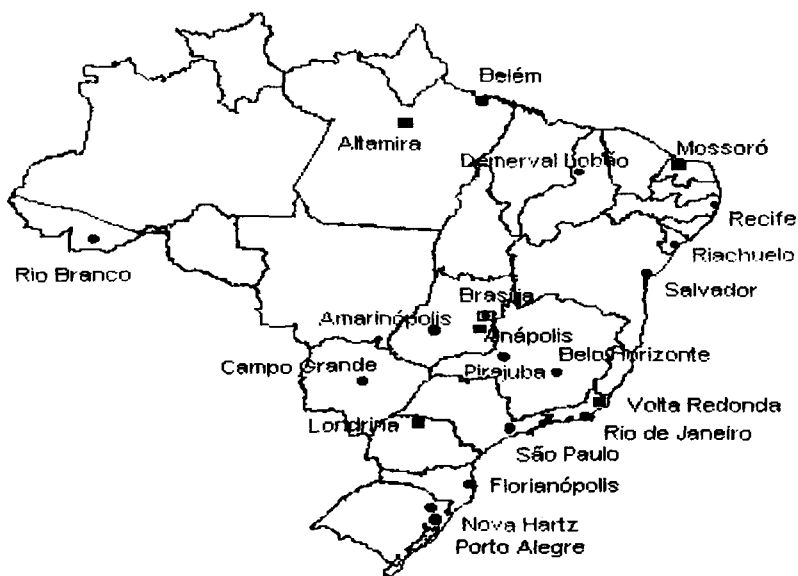 Belém
Altamira
Mossoró
Demerval Lobão
Recife
Rio Branco
Riachuelo
Salvador
Brasília
Amarinópolis
Anápolis
Campo Grande
Pirajuba
Belo Horizonte
Volta Redonda
Londrina
Rio de Janeiro
São Paulo
Florianópolis
Nova Hartz
Porto Alegre